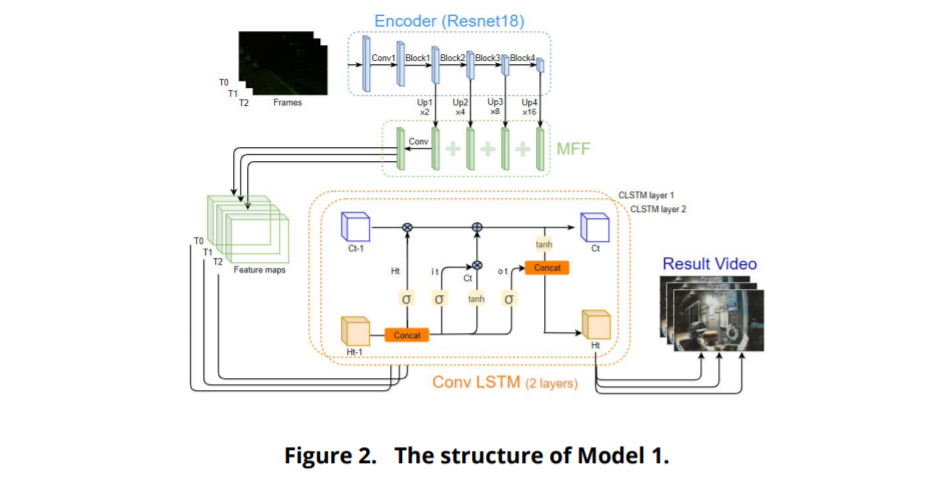 Encoder (Resnet18)
Conv1 Block1 Block2 Block3 Block4
T0
T1
T2
Frames
Up1 Up2 Up3 Up4
x2 x4 x8 x16
Conv
MFF
CLSTM layer 1
CLSTM layer 2
T0
T1
T2
Feature maps
Ct-1
Ct
tanh
Ht
i t
Ct
o t
Concat
σ σ tanh σ
Concat
Ht-1
Ht
Result Video
Conv LSTM (2 layers)
Figure 2. The structure of Model 1.